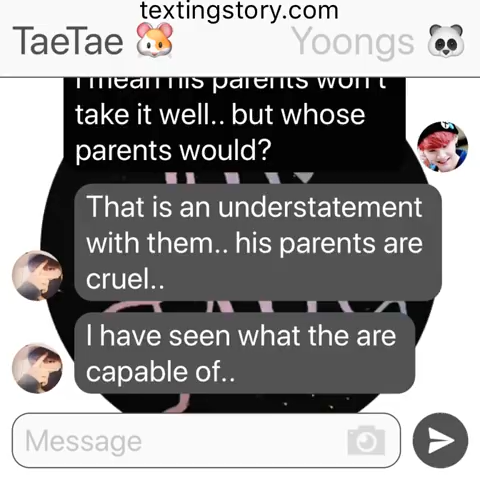 textingstory.com
TaeTae 🐹 Yoongs 🐼
I mean his parents won't
take it well.. but whose
parents would?
That is an understatement
with them.. his parents are
cruel..
I have seen what the are
capable of..
Message